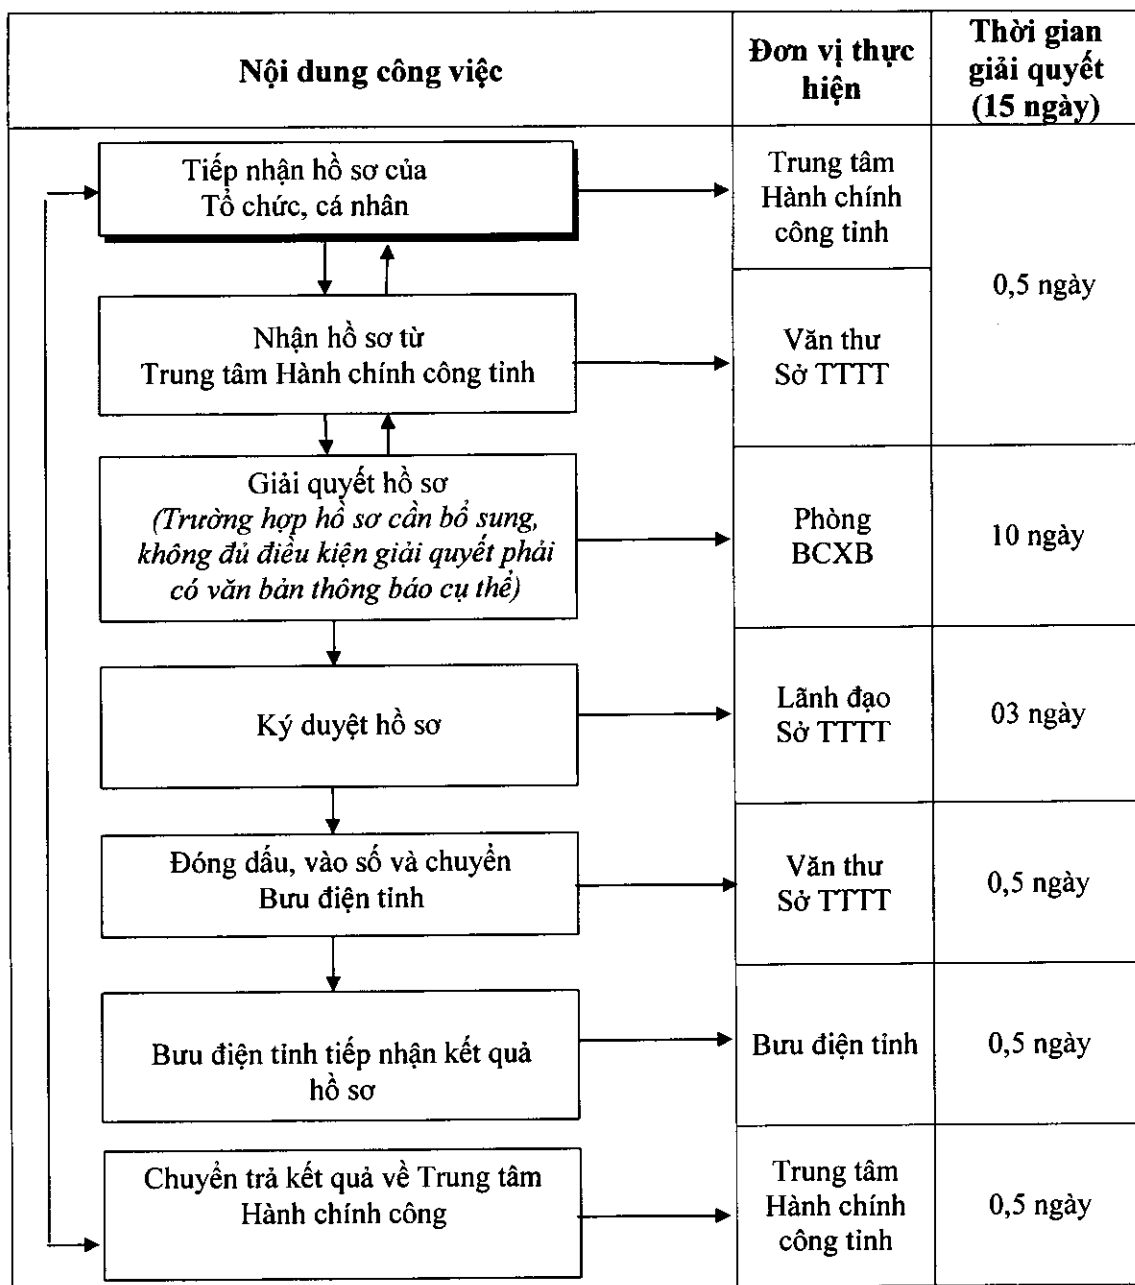 Nội dung công việc
Đơn vị thực
hiện
Thời gian
giải quyết
(15 ngày)
Tiếp nhận hồ sơ của
Tổ chức, cá nhân
Trung tâm
Hành chính
công tỉnh
0,5 ngày
Nhận hồ sơ từ
Trung tâm Hành chính công tỉnh
Văn thư
Sở TTTT
Giải quyết hồ sơ
(Trường hợp hồ sơ cần bổ sung,
không đủ điều kiện giải quyết phải
có văn bản thông báo cụ thể)
Phòng
BCXB
10 ngày
Ký duyệt hồ sơ
Lãnh đạo
Sở TTTT
03 ngày
Đóng dấu, vào số và chuyển
Bưu điện tỉnh
Văn thư
Sở TTTT
0,5 ngày
Bưu điện tỉnh tiếp nhận kết quả
hồ sơ
Bưu điện tỉnh
0,5 ngày
Chuyển trả kết quả về Trung tâm
Hành chính công
Trung tâm
Hành chính
công tỉnh
0,5 ngày